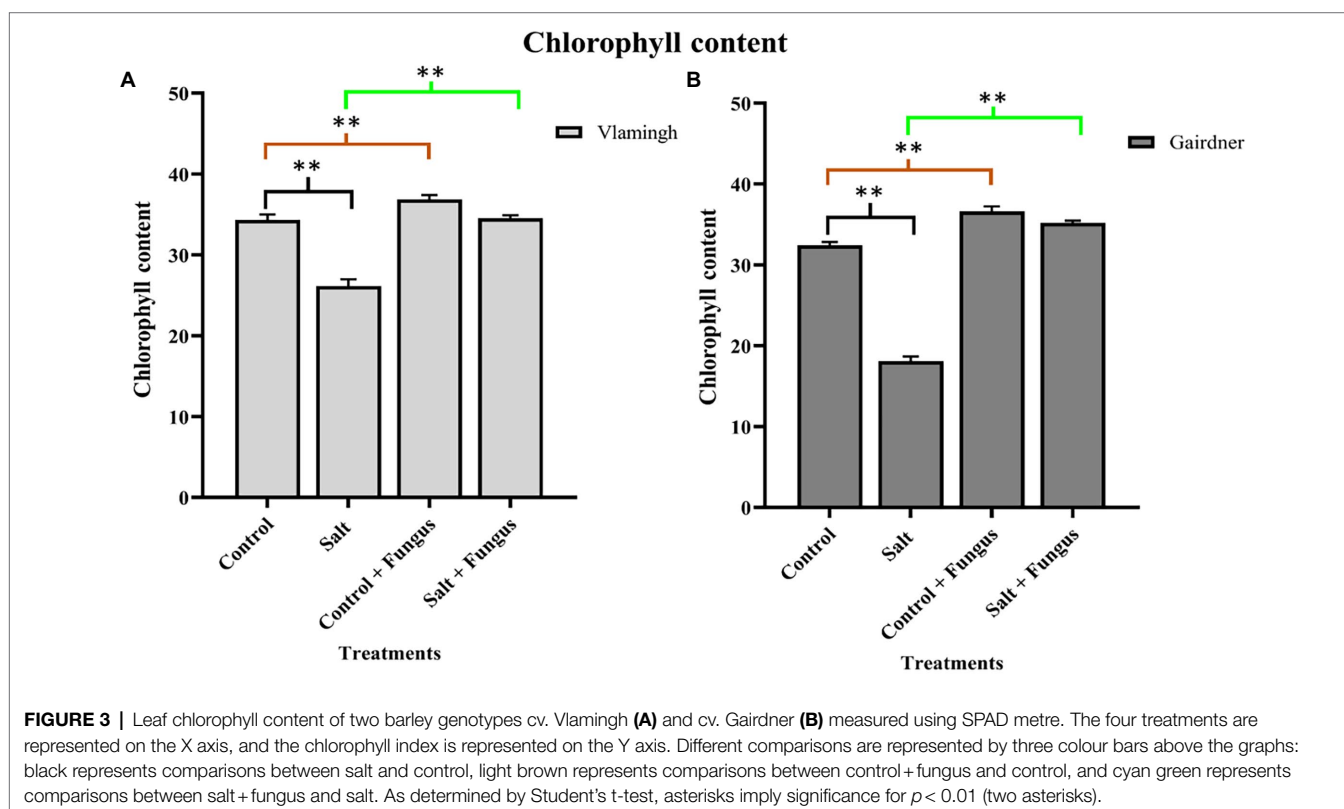 Chlorophyll content
A
**
**
**
Vlamingh
50
40
30
20
10
0
Chlorophyll content
Control
Salt
Control + Fungus
Salt + Fungus
Treatments
B
**
**
**
Gairdner
50
40
30
20
10
0
Chlorophyll content
Control
Salt
Control + Fungus
Salt + Fungus
Treatments
FIGURE 3 | Leaf chlorophyll content of two barley genotypes cv. Vlamingh (A) and cv. Gairdner (B) measured using SPAD metre. The four treatments are
represented on the X axis, and the chlorophyll index is represented on the Y axis. Different comparisons are represented by three colour bars above the graphs:
black represents comparisons between salt and control, light brown represents comparisons between control+fungus and control, and cyan green represents
comparisons between salt+fungus and salt. As determined by Student’s t-test, asterisks imply significance for p < 0.01 (two asterisks).